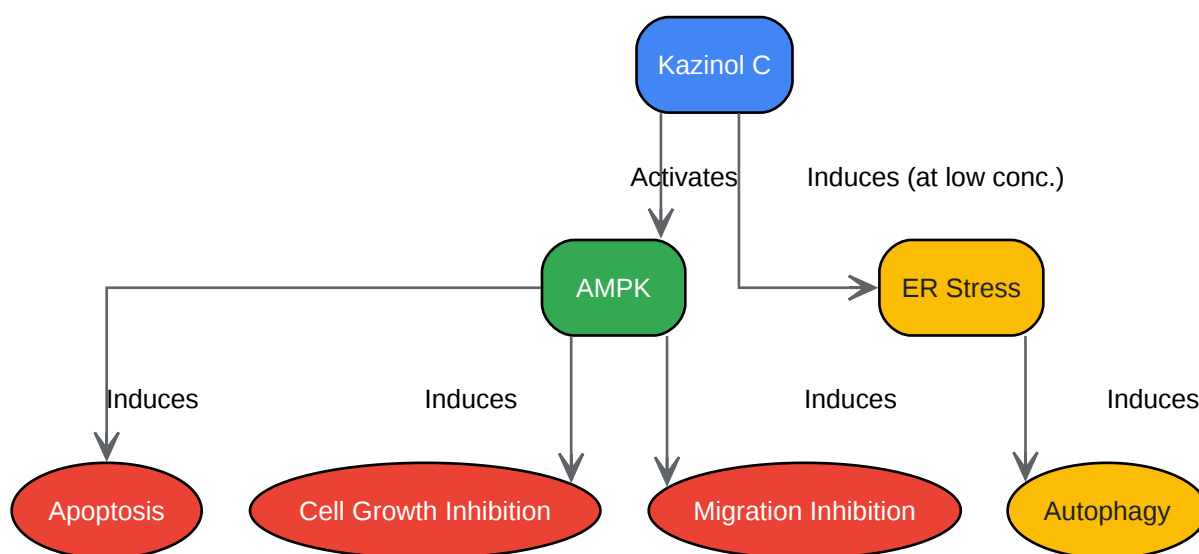 Kazinol C
Activates
Induces (at low conc.)
AMPK
ER Stress
Induces
Induces
Induces
Induces
Apoptosis
Cell Growth Inhibition
Migration Inhibition
Autophagy